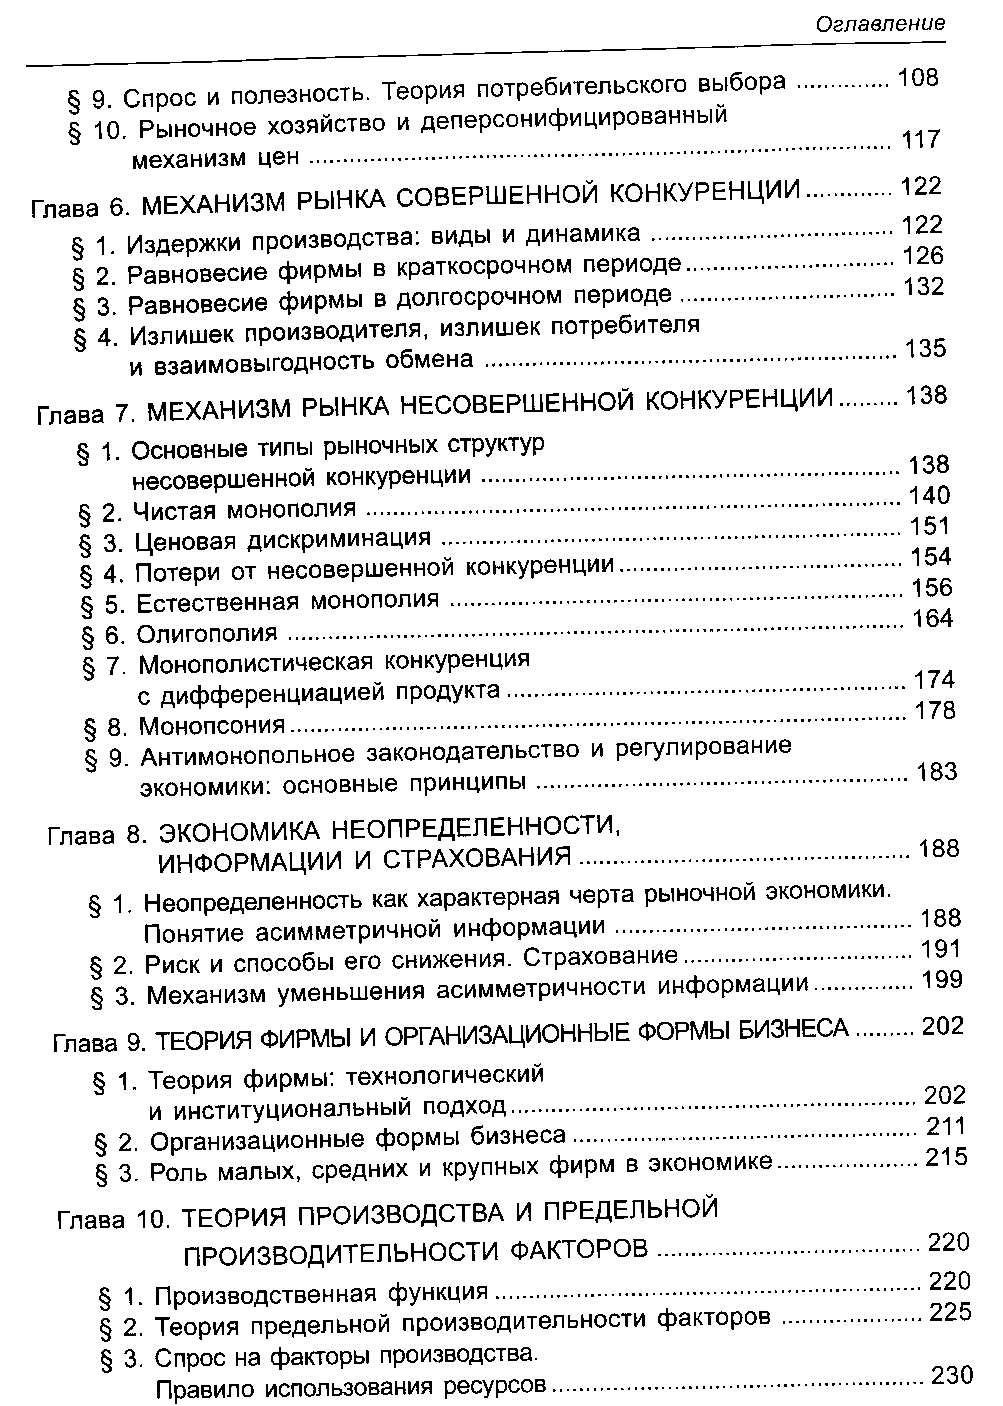 Оглавление
§ 9. Спрос и полезность. Теория потребительского выбора ............. 108
§ 10. Рыночное хозяйство и деперсонифицированный
механизм цен ............. 117
Глава 6. МЕХАНИЗМ РЫНКА СОВЕРШЕННОЙ КОНКУРЕНЦИИ ............. 122
§ 1. Издержки производства: виды и динамика ............. 122
§ 2. Равновесие фирмы в краткосрочном периоде ............. 126
§ 3. Равновесие фирмы в долгосрочном периоде ............. 132
§ 4. Излишек производителя, излишек потребителя
и взаимовыгодность обмена ............. 135
Глава 7. МЕХАНИЗМ РЫНКА НЕСОВЕРШЕННОЙ КОНКУРЕНЦИИ ......... 138
§ 1. Основные типы рыночных структур
несовершенной конкуренции ............. 138
§ 2. Чистая монополия ............. 140
§ 3. Ценовая дискриминация ............. 151
§ 4. Потери от несовершенной конкуренции ............. 154
§ 5. Естественная монополия ............. 156
§ 6. Олигополия ............. 164
§ 7. Монополистическая конкуренция
с дифференциацией продукта ............. 174
§ 8. Монопсония ............. 178
§ 9. Антимонопольное законодательство и регулирование
экономики: основные принципы ............. 183
Глава 8. ЭКОНОМИКА НЕОПРЕДЕЛЕННОСТИ,
ИНФОРМАЦИИ И СТРАХОВАНИЯ ............. 188
§ 1. Неопределенность как характерная черта рыночной экономики.
Понятие асимметричной информации ............. 188
§ 2. Риск и способы его снижения. Страхование ............. 191
§ 3. Механизм уменьшения асимметричности информации ............. 199
Глава 9. ТЕОРИЯ ФИРМЫ И ОРГАНИЗАЦИОННЫЕ ФОРМЫ БИЗНЕСА ......... 202
§ 1. Теория фирмы: технологический
и институциональный подход ............. 202
§ 2. Организационные формы бизнеса ............. 211
§ 3. Роль малых, средних и крупных фирм в экономике ............. 215
Глава 10. ТЕОРИЯ ПРОИЗВОДСТВА И ПРЕДЕЛЬНОЙ
ПРОИЗВОДИТЕЛЬНОСТИ ФАКТОРОВ ............. 220
§ 1. Производственная функция ............. 220
§ 2. Теория предельной производительности факторов ............. 225
§ 3. Спрос на факторы производства.
Правило использования ресурсов ............. 230